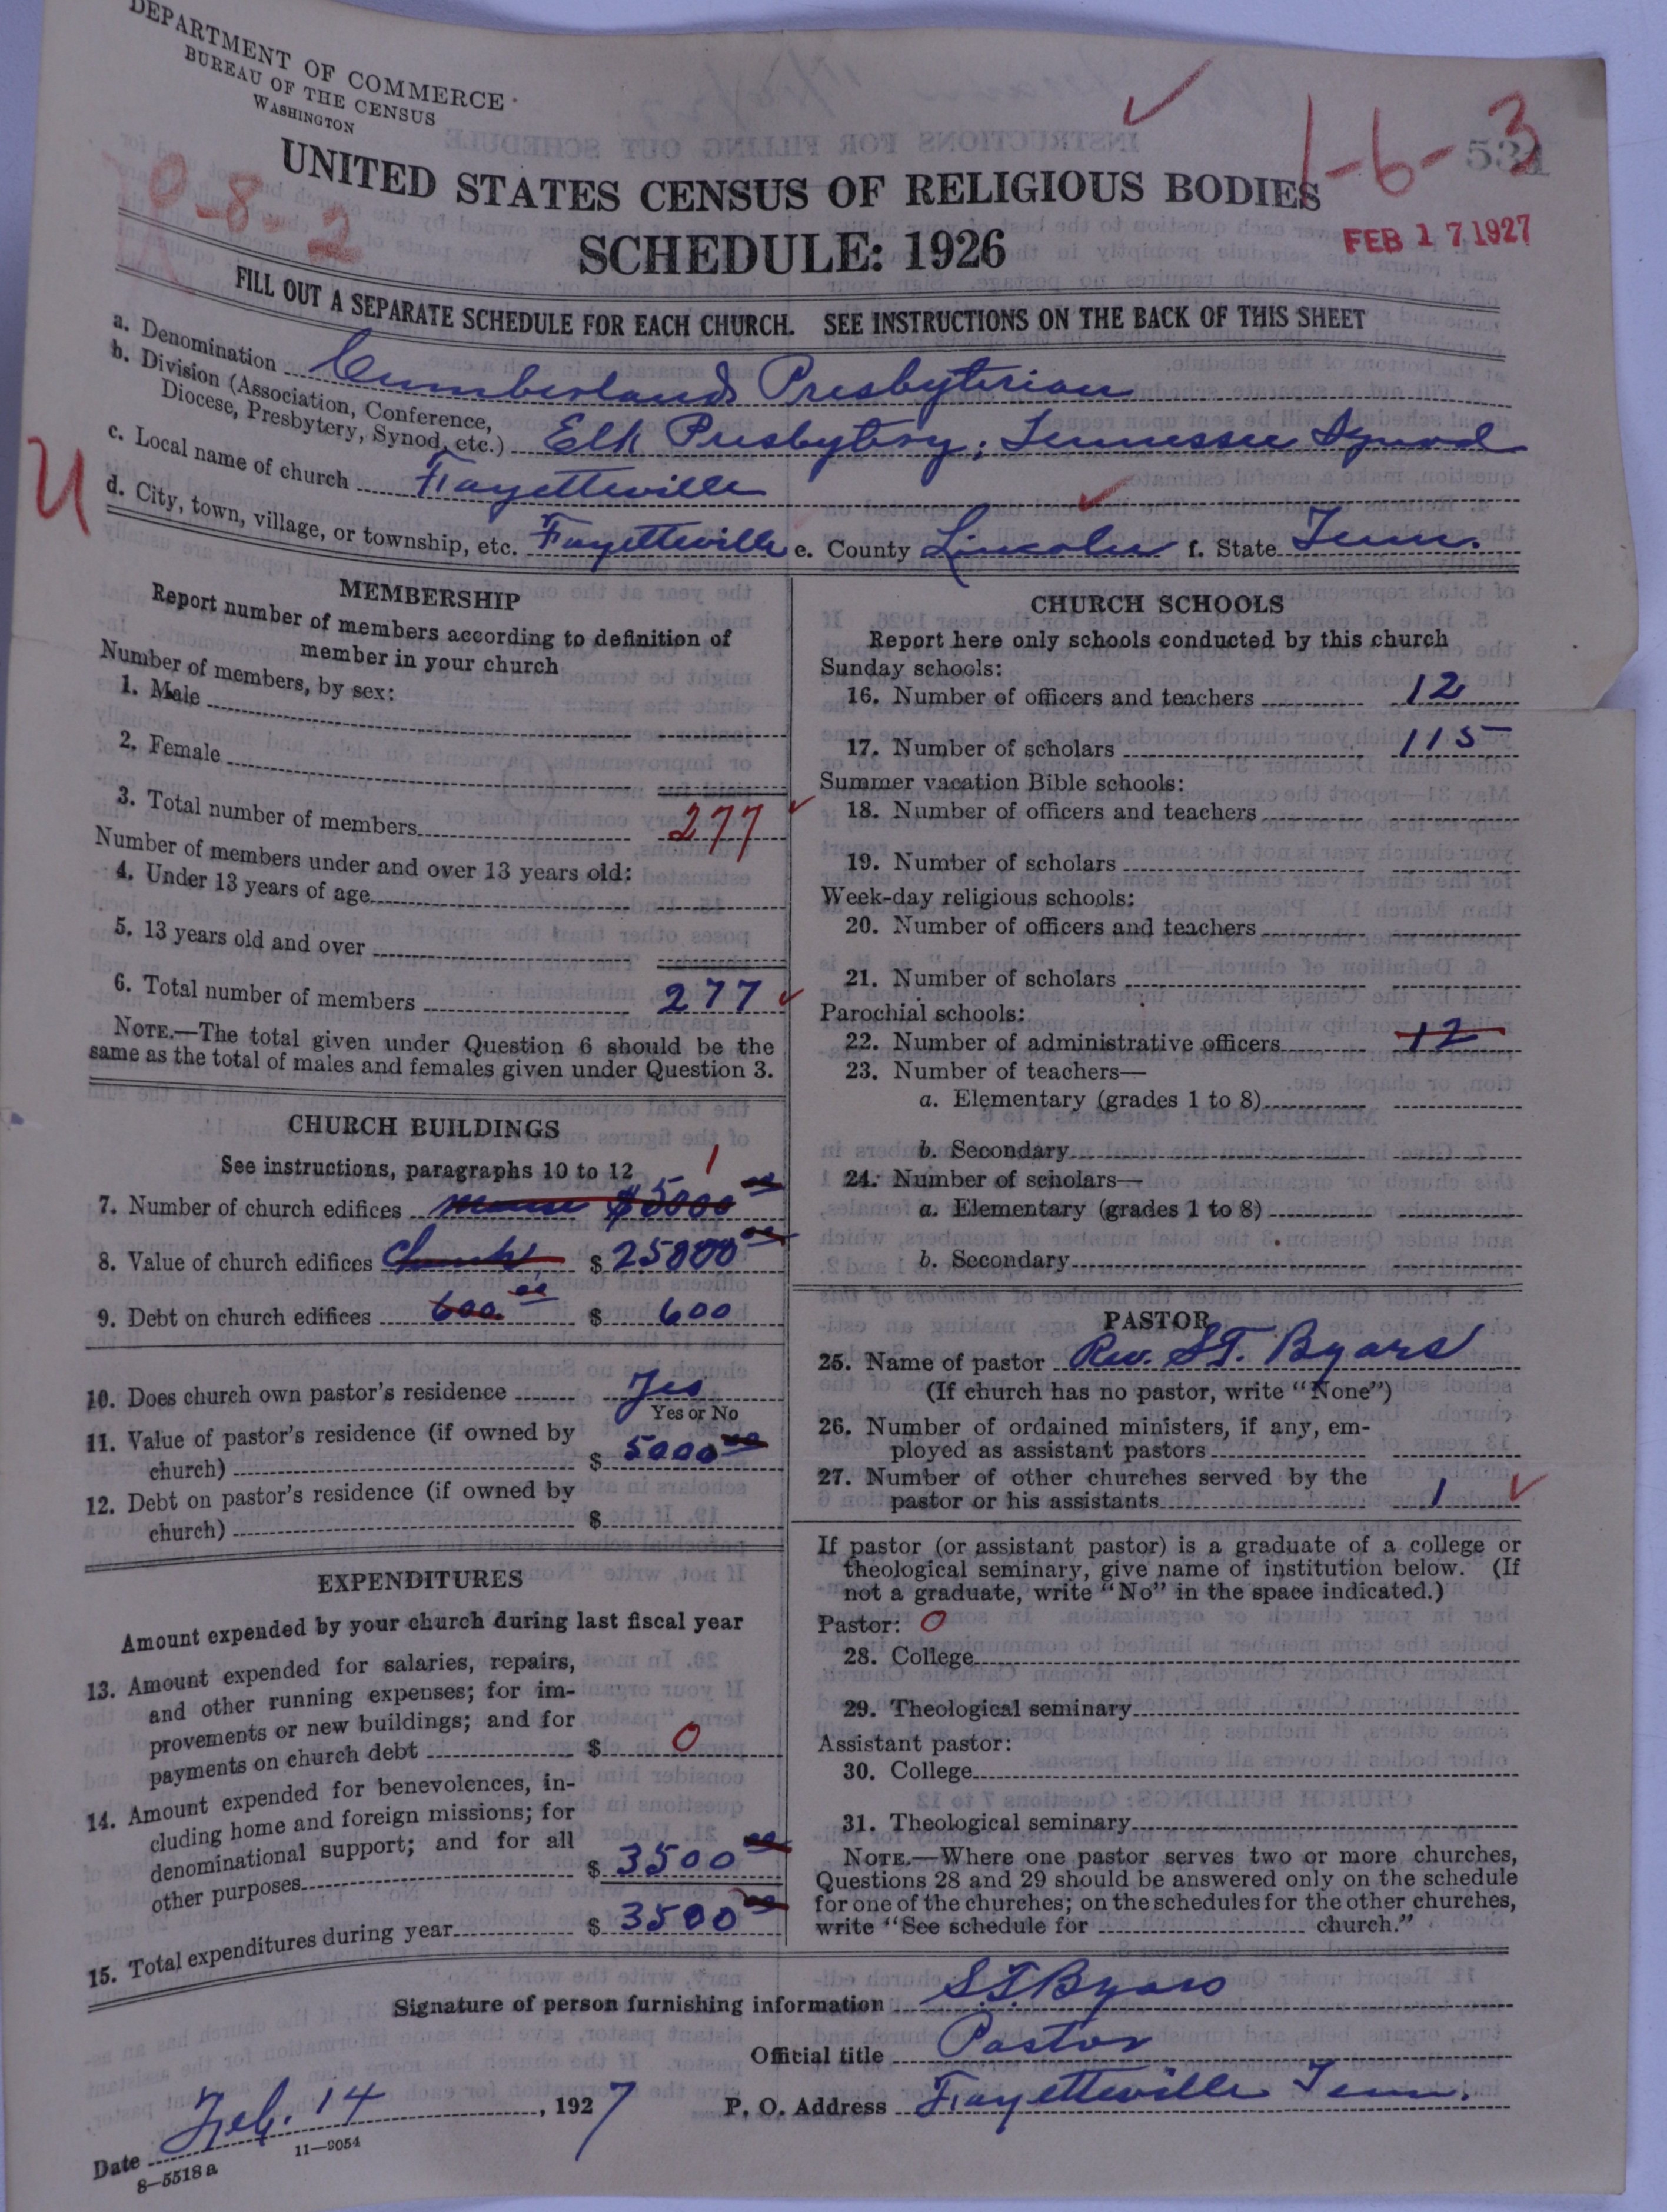 DEPARTMENT OF COMMERCE
BUREAU OF THE CENSUS
WASHINGTON
1-6-3
534
0-8-2
UNITED STATES CENSUS OF RELIGIOUS BODIES
SCHEDULE: 1926
FEB 17 1927
FILL OUT A SEPARATE SCHEDULE FOR EACH CHURCH. SEE INSTRUCTIONS ON THE BACK OF THIS SHEET
a. Denomination Cumberland Presbyterian
b. Division (Association, Conference,
Diocese, Presbytery, Synod, etc.) Elk Presbytery; Tennessee Synod
c. Local name of church Fayetteville
U
d. City, town, village, or township, etc. Fayetteville e. County Lincoln f. State Tenn.
MEMBERSHIP
Report number of members according to definition of
member in your church
Number of members, by sex:
1. Male
2. Female
3. Total number of members 277
Number of members under and over 13 years old:
4. Under 13 years of age
5. 13 years old and over
6. Total number of members 277
NOTE.—The total given under Question 6 should be the
same as the total of males and females given under Question 3.
CHURCH BUILDINGS
See instructions, paragraphs 10 to 12 1
7. Number of church edifices manse $5000 00
8. Value of church edifices Church $ 25000 00
9. Debt on church edifices 600 00 $ 600
10. Does church own pastor's residence Yes
Yes or No
11. Value of pastor's residence (if owned by
church) $ 5000 00
12. Debt on pastor's residence (if owned by
church) $
EXPENDITURES
Amount expended by your church during last fiscal year
13. Amount expended for salaries, repairs,
and other running expenses; for im-
provements or new buildings; and for
payments on church debt $ 0
14. Amount expended for benevolences, in-
cluding home and foreign missions; for
denominational support; and for all
other purposes $ 3500 00
15. Total expenditures during year $ 3500 00
CHURCH SCHOOLS
Report here only schools conducted by this church
Sunday schools:
16. Number of officers and teachers 12
17. Number of scholars 115
Summer vacation Bible schools:
18. Number of officers and teachers
19. Number of scholars
Week-day religious schools:
20. Number of officers and teachers
21. Number of scholars
Parochial schools:
22. Number of administrative officers 12
23. Number of teachers—
a. Elementary (grades 1 to 8)
b. Secondary
24. Number of scholars—
a. Elementary (grades 1 to 8)
b. Secondary
PASTOR
25. Name of pastor Rev. S.T. Byars
(If church has no pastor, write "None")
26. Number of ordained ministers, if any, em-
ployed as assistant pastors
27. Number of other churches served by the
pastor or his assistants 1
If pastor (or assistant pastor) is a graduate of a college or
theological seminary, give name of institution below. (If
not a graduate, write "No" in the space indicated.)
Pastor: 0
28. College
29. Theological seminary
Assistant pastor:
30. College
31. Theological seminary
NOTE.—Where one pastor serves two or more churches,
Questions 28 and 29 should be answered only on the schedule
for one of the churches; on the schedules for the other churches,
write "See schedule for church."
Signature of person furnishing information S.T. Byars
Official title Pastor
Date Feb. 14, 1927 P. O. Address Fayetteville Tenn.
8—5518 a 11—9054